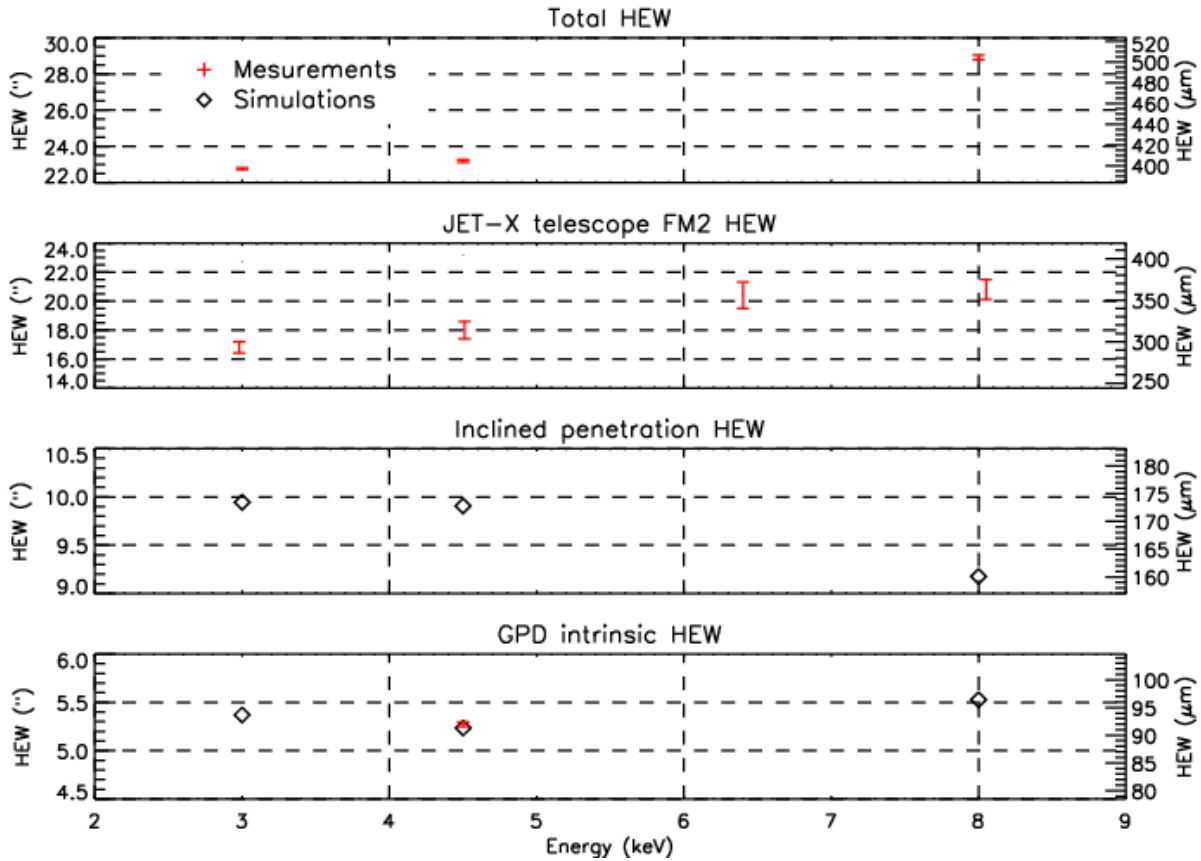 Total HEW
30.0
28.0
26.0
24.0
22.0
HEW (")
+ Mesurements
◇ Simulations
520
500
480
460
440
420
400
HEW (μm)
JET-X telescope FM2 HEW
24.0
22.0
20.0
18.0
16.0
14.0
HEW (")
400
350
300
250
HEW (μm)
Inclined penetration HEW
10.5
10.0
9.5
9.0
HEW (")
180
175
170
165
160
HEW (μm)
GPD intrinsic HEW
6.0
5.5
5.0
4.5
HEW (")
100
95
90
85
80
HEW (μm)
2 3 4 5 6 7 8 9
Energy (keV)